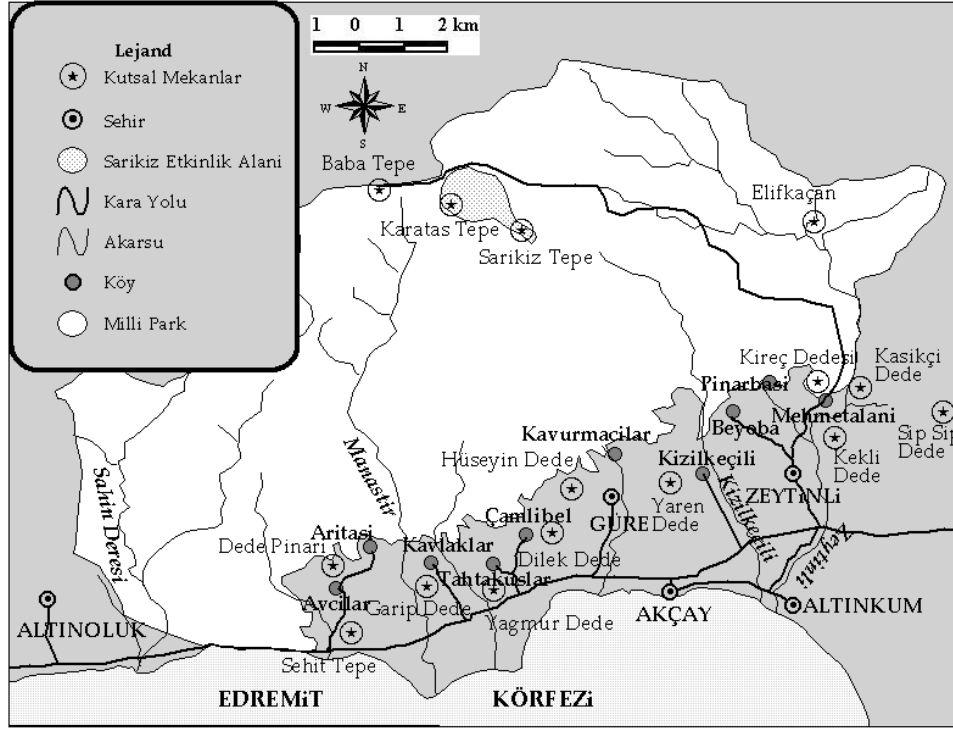 1 0 1 2 km
Lejand
Kutsal Mekanlar
Sehir
Sarikiz Etkinlik Alani
Kara Yolu
Akarsu
Köy
Milli Park
N
W E
S
Baba Tepe
Karatas Tepe
Sarikiz Tepe
Elifkaçan
Kireç Dedesi
Kasikçi
Dede
Pinarbasi
Mehmetalani
Beyoba
Sip Sip
Dede
Kekli
Dede
Kavurmacilar
Hüseyin Dede
Kizilkeçili
ZEYTiNLi
Yaren
Dede
GÜRE
Kizilkeçili
Zeytinli
Manastir
Sahin Deresi
Çamlibel
Dilek Dede
Aritasi
Dede Pinari
Kavlaklar
Tahtakuslar
Avcilar
Garip Dede
Yagmur Dede
Sehit Tepe
ALTINOLUK
AKÇAY
ALTINKUM
EDREMiT KÖRFEZi